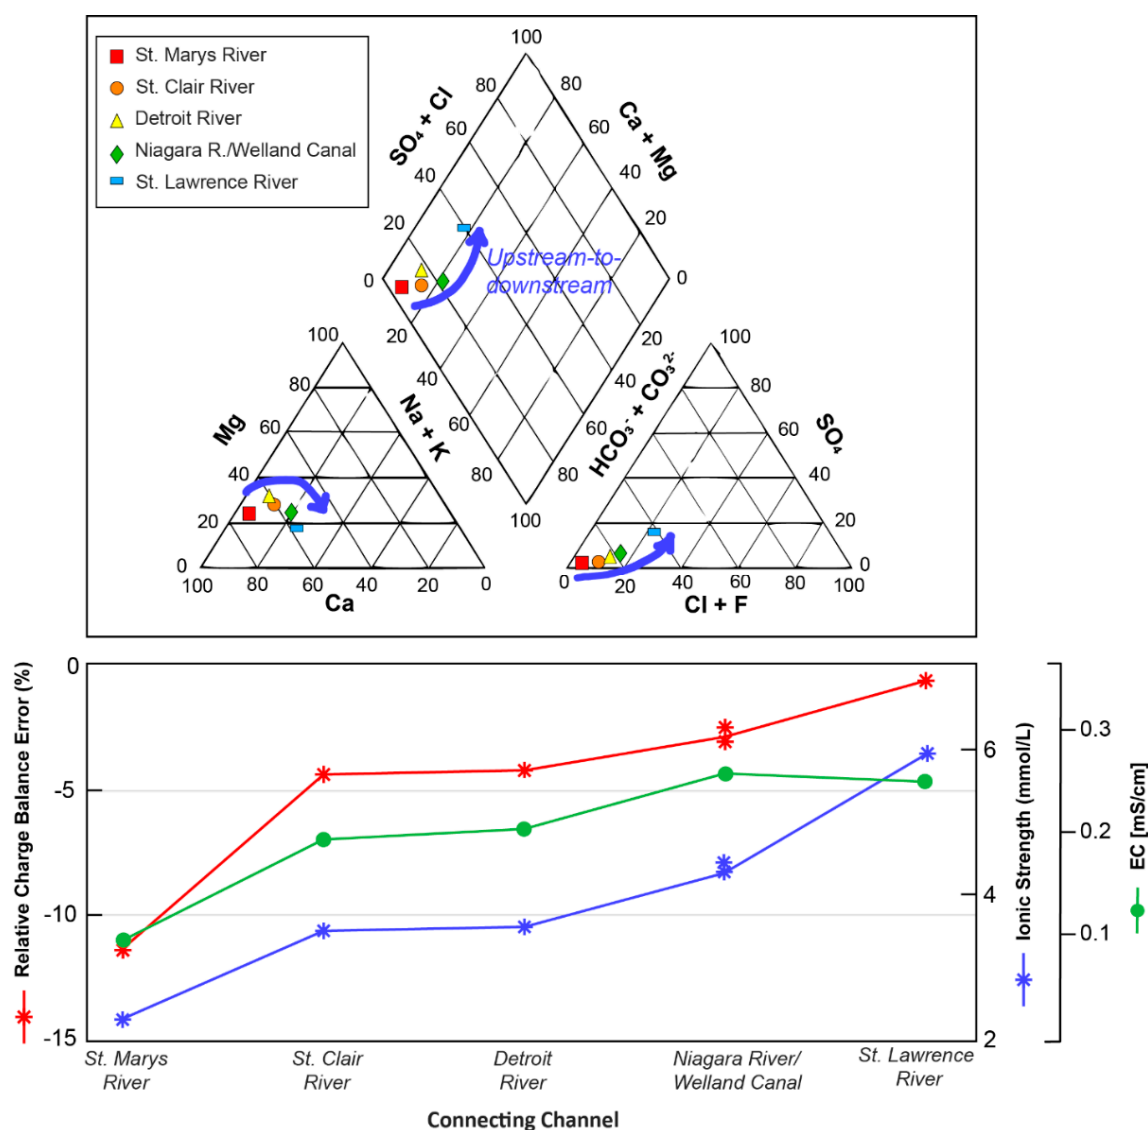 St. Marys River
St. Clair River
Detroit River
Niagara R./Welland Canal
St. Lawrence River
100
80
80
SO₄ + Cl
Ca + Mg
60
60
40
40
20
20
0
0
Upstream-to-
downstream
20
20
40
40
60
60
80
80
100
100
80
60
40
20
0
Mg
Na + K
100 80 60 40 20 0
Ca
HCO₃⁻ + CO₃²⁻
100
80
60
40
20
0
SO₄
0 20 40 60 80 100
Cl + F
Relative Charge Balance Error (%)
0
-5
-10
-15
6
4
2
Ionic Strength (mmol/L)
0.3
0.2
0.1
EC [mS/cm]
St. Marys
River
St. Clair
River
Detroit
River
Niagara River/
Welland Canal
St. Lawrence
River
Connecting Channel